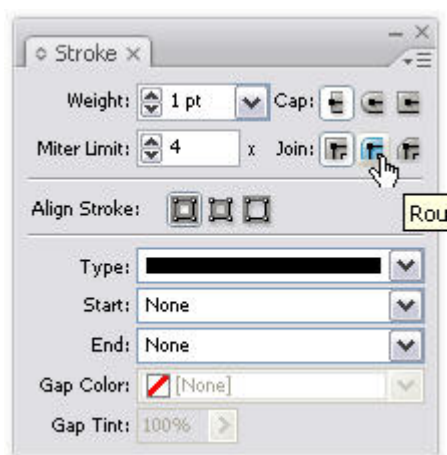 Stroke
Weight: 1 pt Cap:
Miter Limit: 4 x Join:
Align Stroke:
Rou
Type:
Start: None
End: None
Gap Color: [None]
Gap Tint: 100%